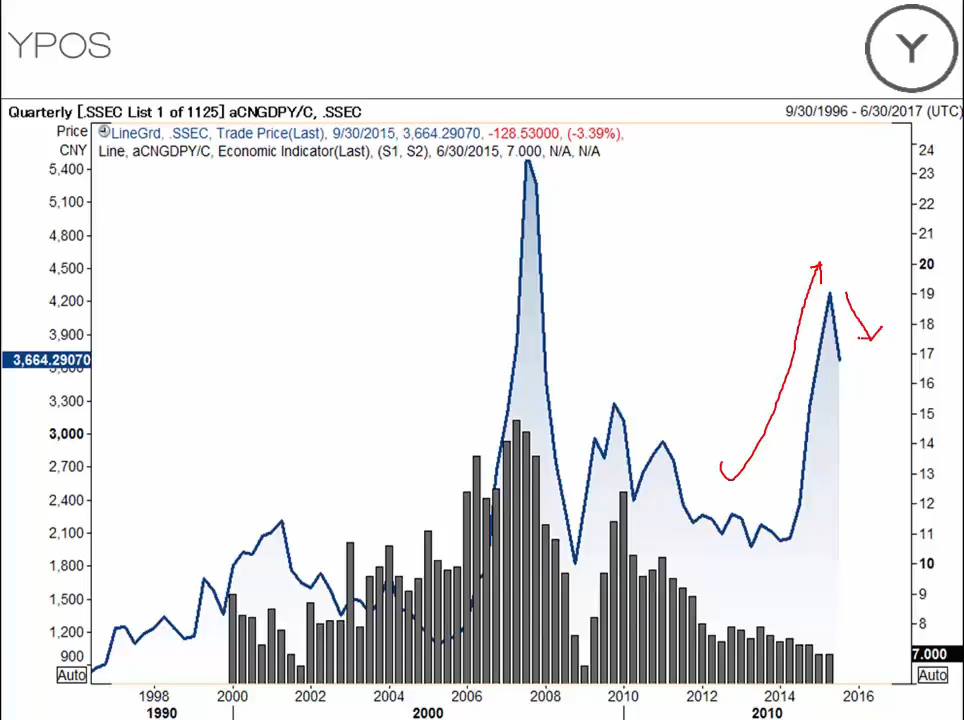 YPOS
Y
Quarterly [.SSEC List 1 of 1125] aCNGDPY/C, .SSEC
9/30/1996 - 6/30/2017 (UTC)
Price
LineGrd, .SSEC, Trade Price(Last), 9/30/2015, 3,664.29070, -128.53000, (-3.39%),
CNY
Line, aCNGDPY/C, Economic Indicator(Last), (S1, S2), 6/30/2015, 7.000, N/A, N/A
24
5,400
23
5,100
22
4,800
21
4,500
20
4,200
19
3,900
18
3,664.29070
17
3,600
16
3,300
15
3,000
14
2,700
13
2,400
12
2,100
11
1,800
10
1,500
9
1,200
8
900
7.000
Auto
Auto
1998 2000 2002 2004 2006 2008 2010 2012 2014 2016
1990 2000 2010